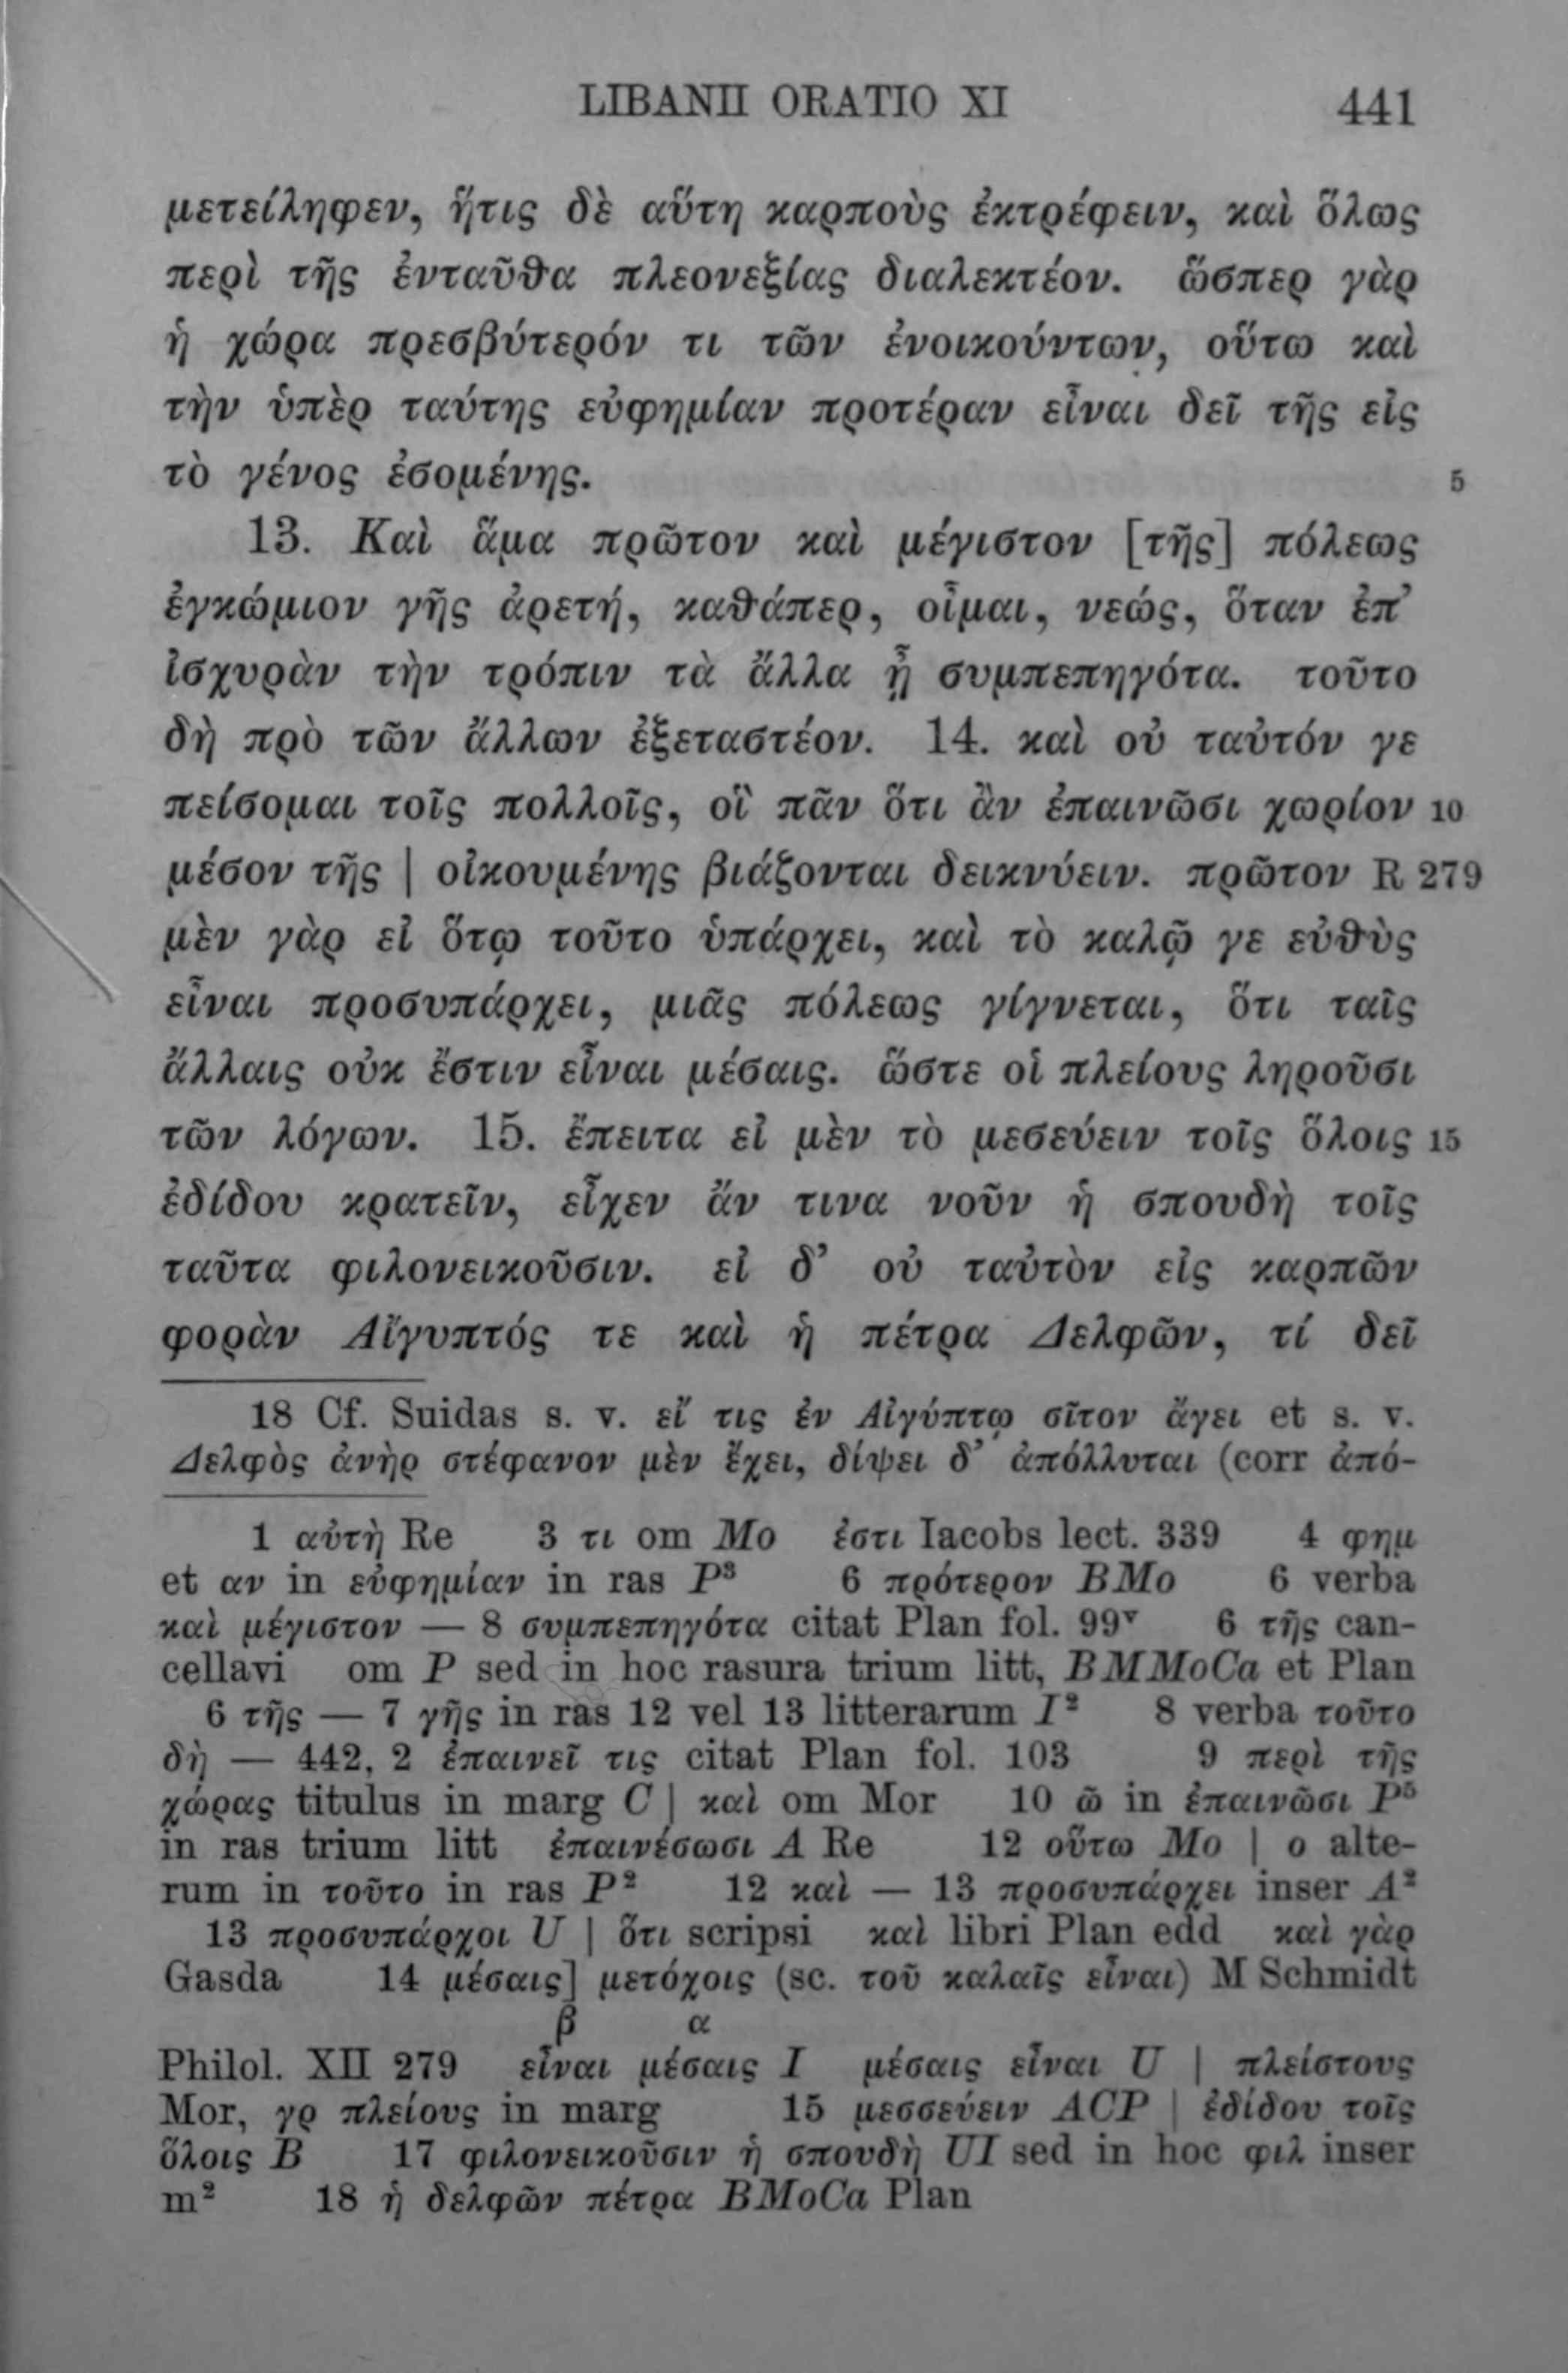 LIBANII ORATIO XI 441
μετείληφεν, ἥτις δὲ αὕτη καρποὺς ἐκτρέφειν, καὶ ὅλως
περὶ τῆς ἐνταῦϑα πλεονεξίας διαλεκτέον. ὥσπερ γὰρ
ἡ χώρα πρεσβύτερόν τι τῶν ἐνοικούντων, οὕτω καὶ
τὴν ὑπὲρ ταύτης εὐφημίαν προτέραν εἶναι δεῖ τῆς εἰς
τὸ γένος ἐσομένης. 5
13. Καὶ ἅμα πρῶτον καὶ μέγιστον [τῆς] πόλεως
ἐγκώμιον γῆς ἀρετή, καϑάπερ, οἶμαι, νεώς, ὅταν ἐπ’
ἰσχυρὰν τὴν τρόπιν τὰ ἄλλα ᾖ συμπεπηγότα. τοῦτο
δὴ πρὸ τῶν ἄλλων ἐξεταστέον. 14. καὶ οὐ ταὐτόν γε
πείσομαι τοῖς πολλοῖς, οἳ πᾶν ὅτι ἂν ἐπαινῶσι χωρίον 10
μέσον τῆς | οἰκουμένης βιάζονται δεικνύειν. πρῶτον R 279
μὲν γὰρ εἰ ὅτῳ τοῦτο ὑπάρχει, καὶ τὸ καλῷ γε εὐϑὺς
εἶναι προσυπάρχει, μιᾶς πόλεως γίγνεται, ὅτι ταῖς
ἄλλαις οὐκ ἔστιν εἶναι μέσαις. ὥστε οἱ πλείους ληροῦσι
τῶν λόγων. 15. ἔπειτα εἰ μὲν τὸ μεσεύειν τοῖς ὅλοις 15
ἐδίδου κρατεῖν, εἶχεν ἄν τινα νοῦν ἡ σπουδὴ τοῖς
ταῦτα φιλονεικοῦσιν. εἰ δ’ οὐ ταὐτὸν εἰς καρπῶν
φορὰν Αἴγυπτός τε καὶ ἡ πέτρα Δελφῶν, τί δεῖ
18 Cf. Suidas s. v. εἴ τις ἐν Αἰγύπτῳ σῖτον ἄγει et s. v.
Δελφὸς ἀνὴρ στέφανον μὲν ἔχει, δίψει δ’ ἀπόλλυται (corr ἀπό-
1 αὐτὴ Re 3 τι om Mo ἐστι Iacobs lect. 339 4 φημ
et αν in εὐφημίαν in ras P³ 6 πρότερον BMo 6 verba
καὶ μέγιστον — 8 συμπεπηγότα citat Plan fol. 99ᵛ 6 τῆς can-
cellavi om P sed in hoc rasura trium litt, BMMoCa et Plan
6 τῆς — 7 γῆς in ras 12 vel 13 litterarum I² 8 verba τοῦτο
δὴ — 442, 2 ἐπαινεῖ τις citat Plan fol. 103 9 περὶ τῆς
χώρας titulus in marg C | καὶ om Mor 10 ῶ in ἐπαινῶσι P⁵
in ras trium litt ἐπαινέσωσι A Re 12 οὕτω Mo | ο alte-
rum in τοῦτο in ras P² 12 καὶ — 13 προσυπάρχει inser A²
13 προσυπάρχοι U | ὅτι scripsi καὶ libri Plan edd καὶ γὰρ
Gasda 14 μέσαις] μετόχοις (sc. τοῦ καλαῖς εἶναι) M Schmidt
β α
Philol. XII 279 εἶναι μέσαις I μέσαις εἶναι U | πλείστους
Mor, γρ πλείους in marg 15 μεσσεύειν ACP | ἐδίδου τοῖς
ὅλοις B 17 φιλονεικοῦσιν ἡ σπουδὴ UI sed in hoc φιλ inser
m² 18 ἡ δελφῶν πέτρα BMoCa Plan